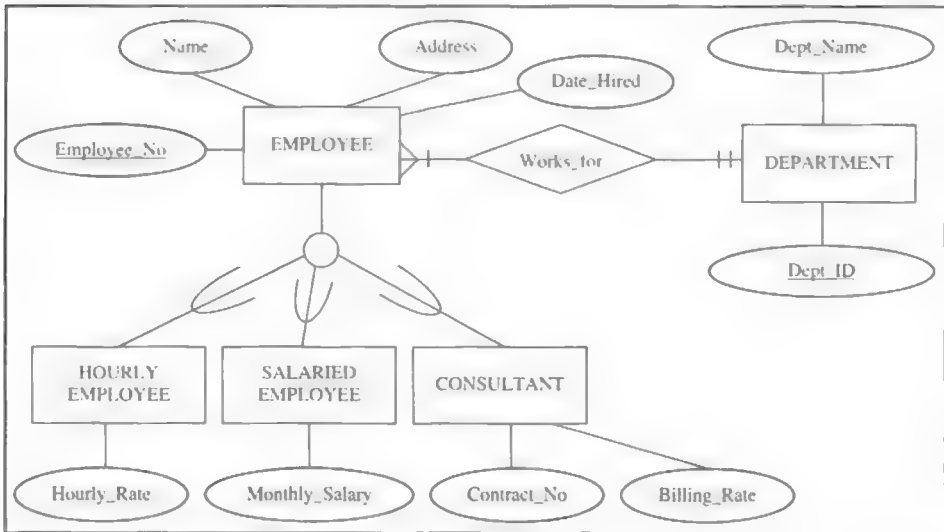 Name
Address
Dept_Name
Date_Hired
Employee_No
EMPLOYEE
Works_for
DEPARTMENT
Dept_ID
HOURLY
EMPLOYEE
SALARIED
EMPLOYEE
CONSULTANT
Hourly_Rate
Monthly_Salary
Contract_No
Billing_Rate